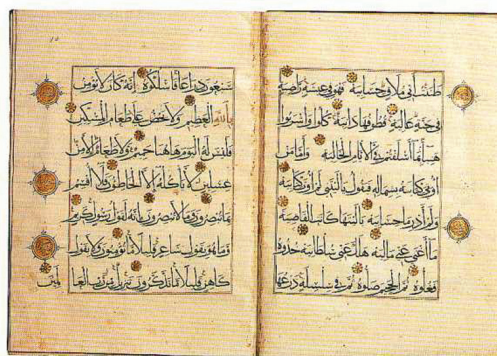 ظننت أني ملاق حسابيه فهو في عيشة راضية
في جنة عالية قطوفها دانية كلوا واشربوا
هنيئا بما أسلفتم في الأيام الخالية وأما من
أوتي كتابه بشماله فيقول يا ليتني لم أوت كتابيه
ولم أدر ما حسابيه يا ليتها كانت القاضية
ما أغنى عني ماليه هلك عني سلطانيه خذوه
فغلوه ثم الجحيم صلوه ثم في سلسلة ذرعها
سبعون ذراعا فاسلكوه إنه كان لا يؤمن
بالله العظيم ولا يحض على طعام المسكين
فليس له اليوم هاهنا حميم ولا طعام إلا من
غسلين لا يأكله إلا الخاطئون فلا أقسم
بما تبصرون وما لا تبصرون إنه لقول رسول كريم
وما هو بقول شاعر قليلا ما تؤمنون ولا بقول
كاهن قليلا ما تذكرون تنزيل من رب العا
لمين